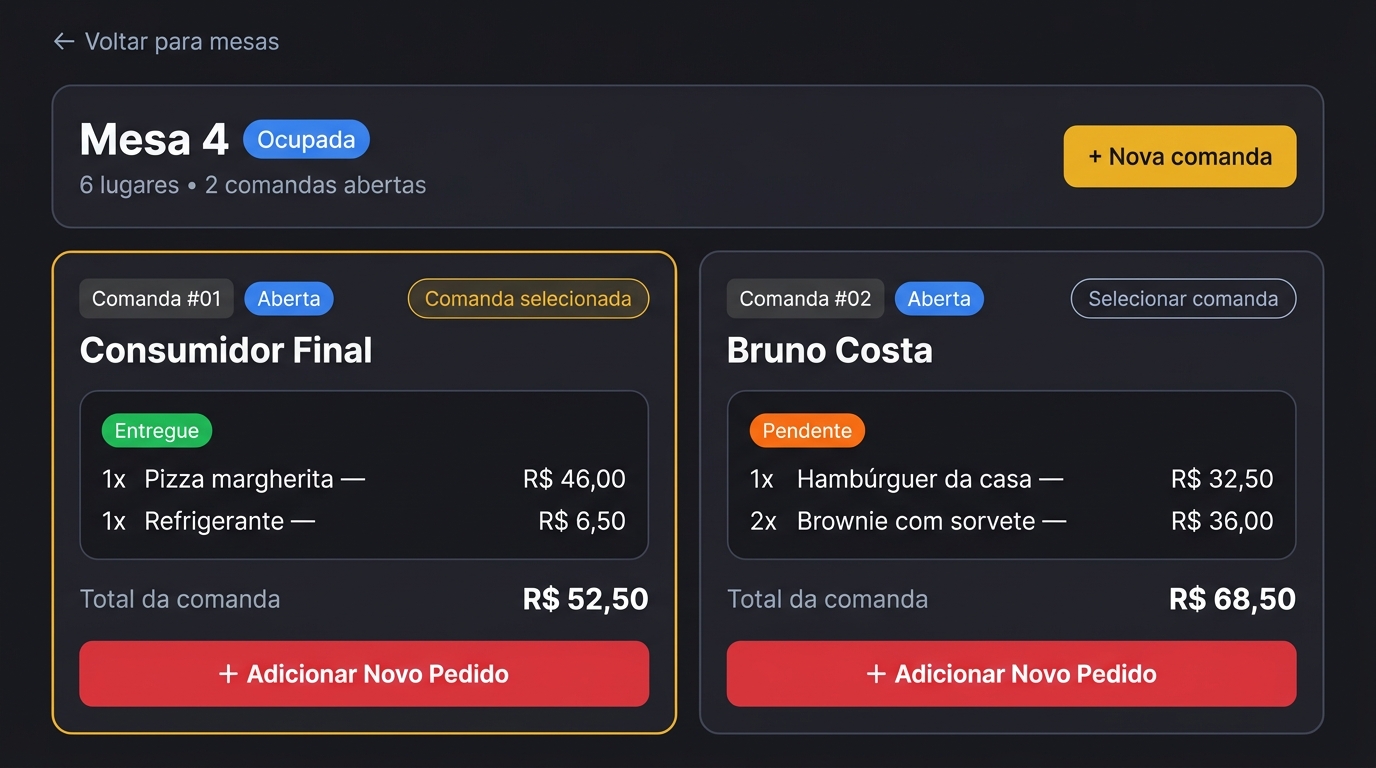 ← Voltar para mesas
Mesa 4 Ocupada
6 lugares • 2 comandas abertas
+ Nova comanda
Comanda #01 Aberta Comanda selecionada
Consumidor Final
Entregue
1x Pizza margherita — R$ 46,00
1x Refrigerante — R$ 6,50
Total da comanda R$ 52,50
+ Adicionar Novo Pedido
Comanda #02 Aberta Selecionar comanda
Bruno Costa
Pendente
1x Hambúrguer da casa — R$ 32,50
2x Brownie com sorvete — R$ 36,00
Total da comanda R$ 68,50
+ Adicionar Novo Pedido